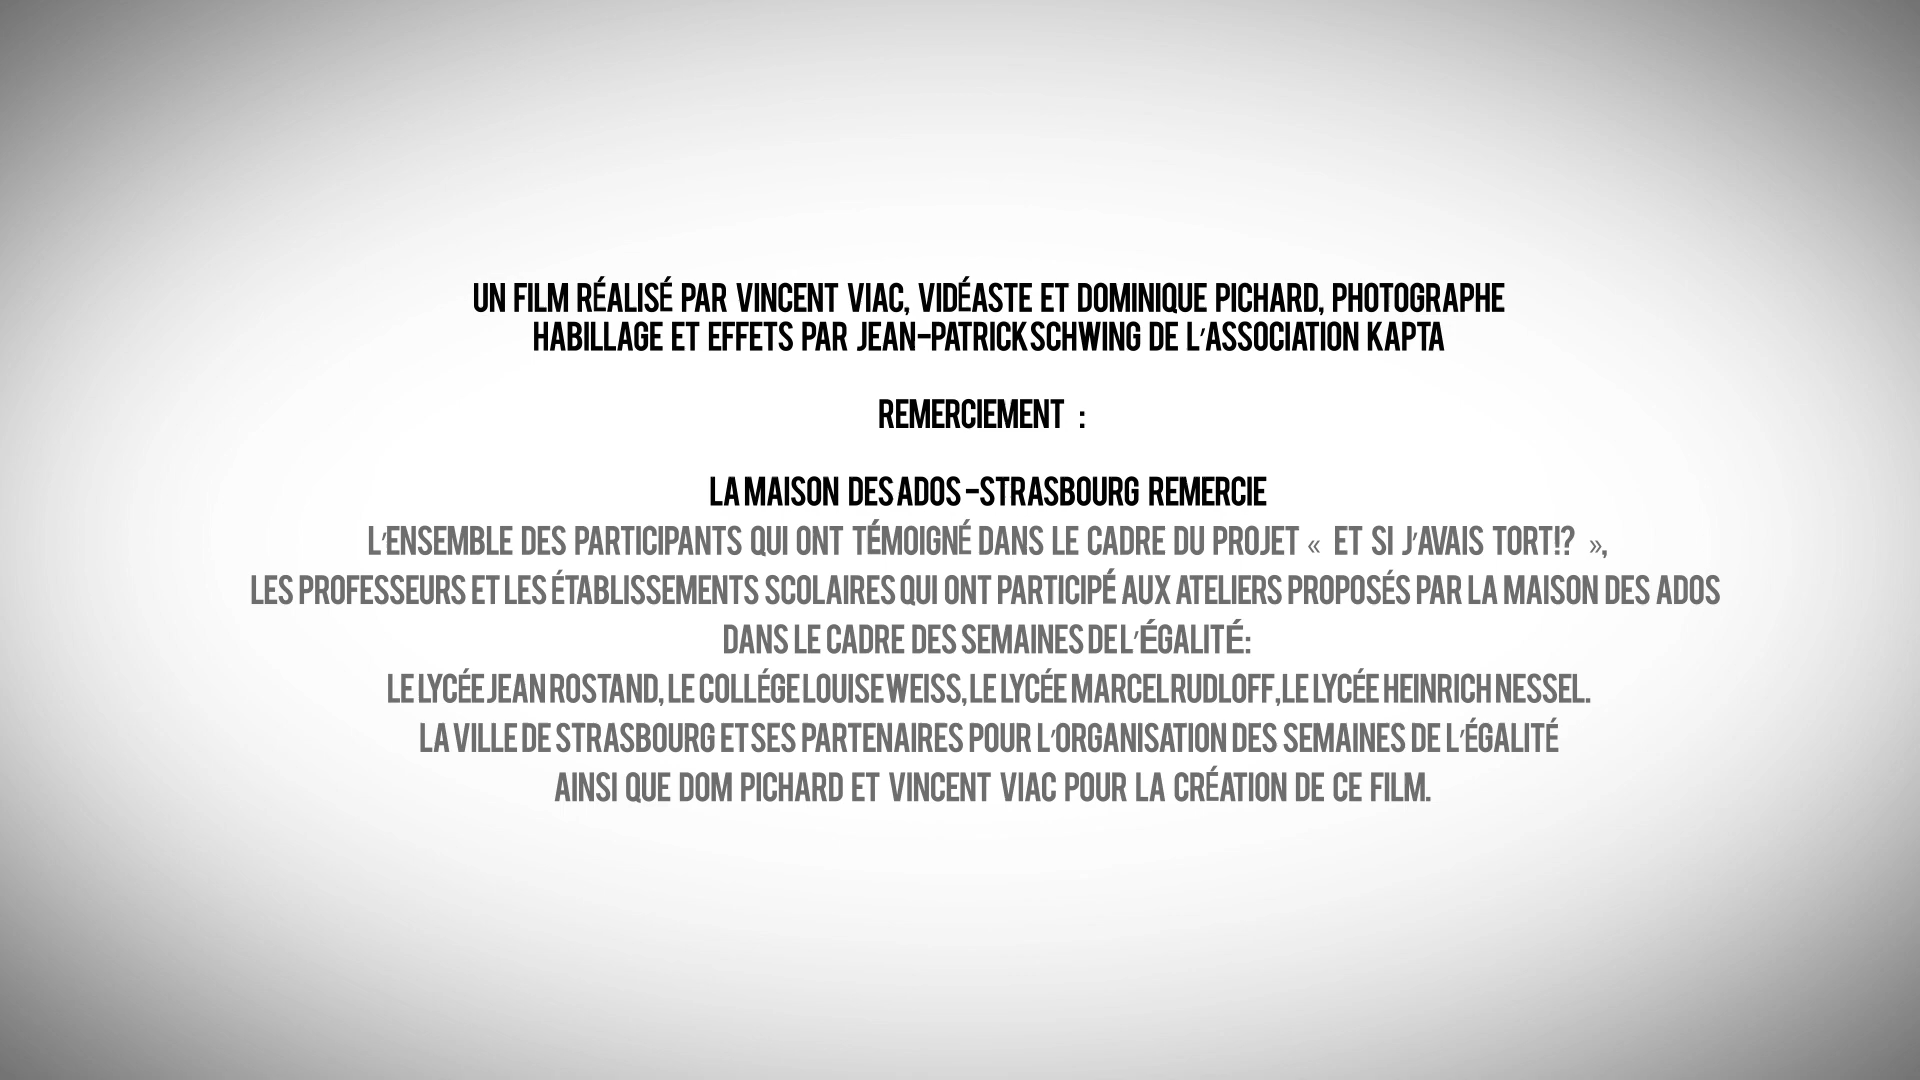 UN FILM RÉALISÉ PAR VINCENT VIAC, VIDÉASTE ET DOMINIQUE PICHARD, PHOTOGRAPHE
HABILLAGE ET EFFETS PAR JEAN-PATRICK SCHWING DE L'ASSOCIATION KAPTA
REMERCIEMENT :
LA MAISON DES ADOS - STRASBOURG REMERCIE
L'ENSEMBLE DES PARTICIPANTS QUI ONT TÉMOIGNÉ DANS LE CADRE DU PROJET « ET SI J'AVAIS TORT!? »,
LES PROFESSEURS ET LES ÉTABLISSEMENTS SCOLAIRES QUI ONT PARTICIPÉ AUX ATELIERS PROPOSÉS PAR LA MAISON DES ADOS
DANS LE CADRE DES SEMAINES DE L'ÉGALITÉ:
LE LYCÉE JEAN ROSTAND, LE COLLÉGE LOUISE WEISS, LE LYCÉE MARCEL RUDLOFF, LE LYCÉE HEINRICH NESSEL.
LA VILLE DE STRASBOURG ET SES PARTENAIRES POUR L'ORGANISATION DES SEMAINES DE L'ÉGALITÉ
AINSI QUE DOM PICHARD ET VINCENT VIAC POUR LA CRÉATION DE CE FILM.